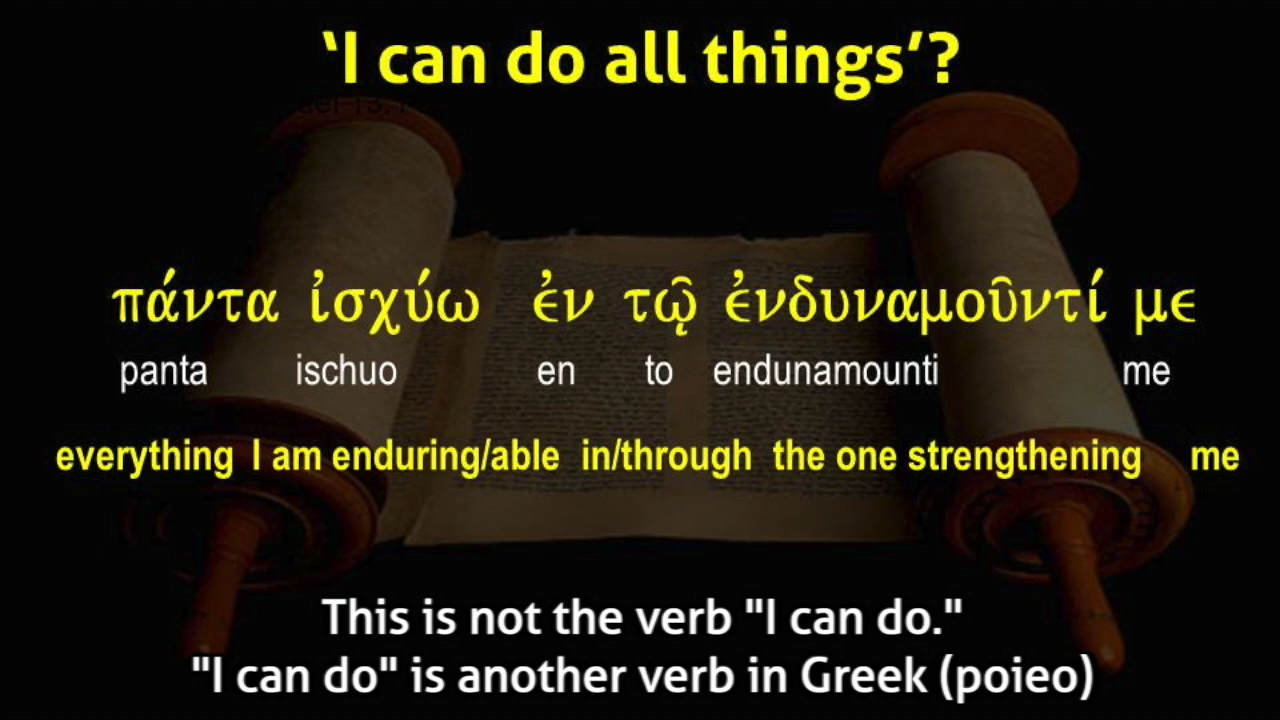 ‘I can do all things’?
πάντα ἰσχύω ἐν τῷ ἐνδυναμοῦντί με
panta ischuo en to endunamounti me
everything I am enduring/able in/through the one strengthening me
This is not the verb "I can do."
"I can do" is another verb in Greek (poieo)